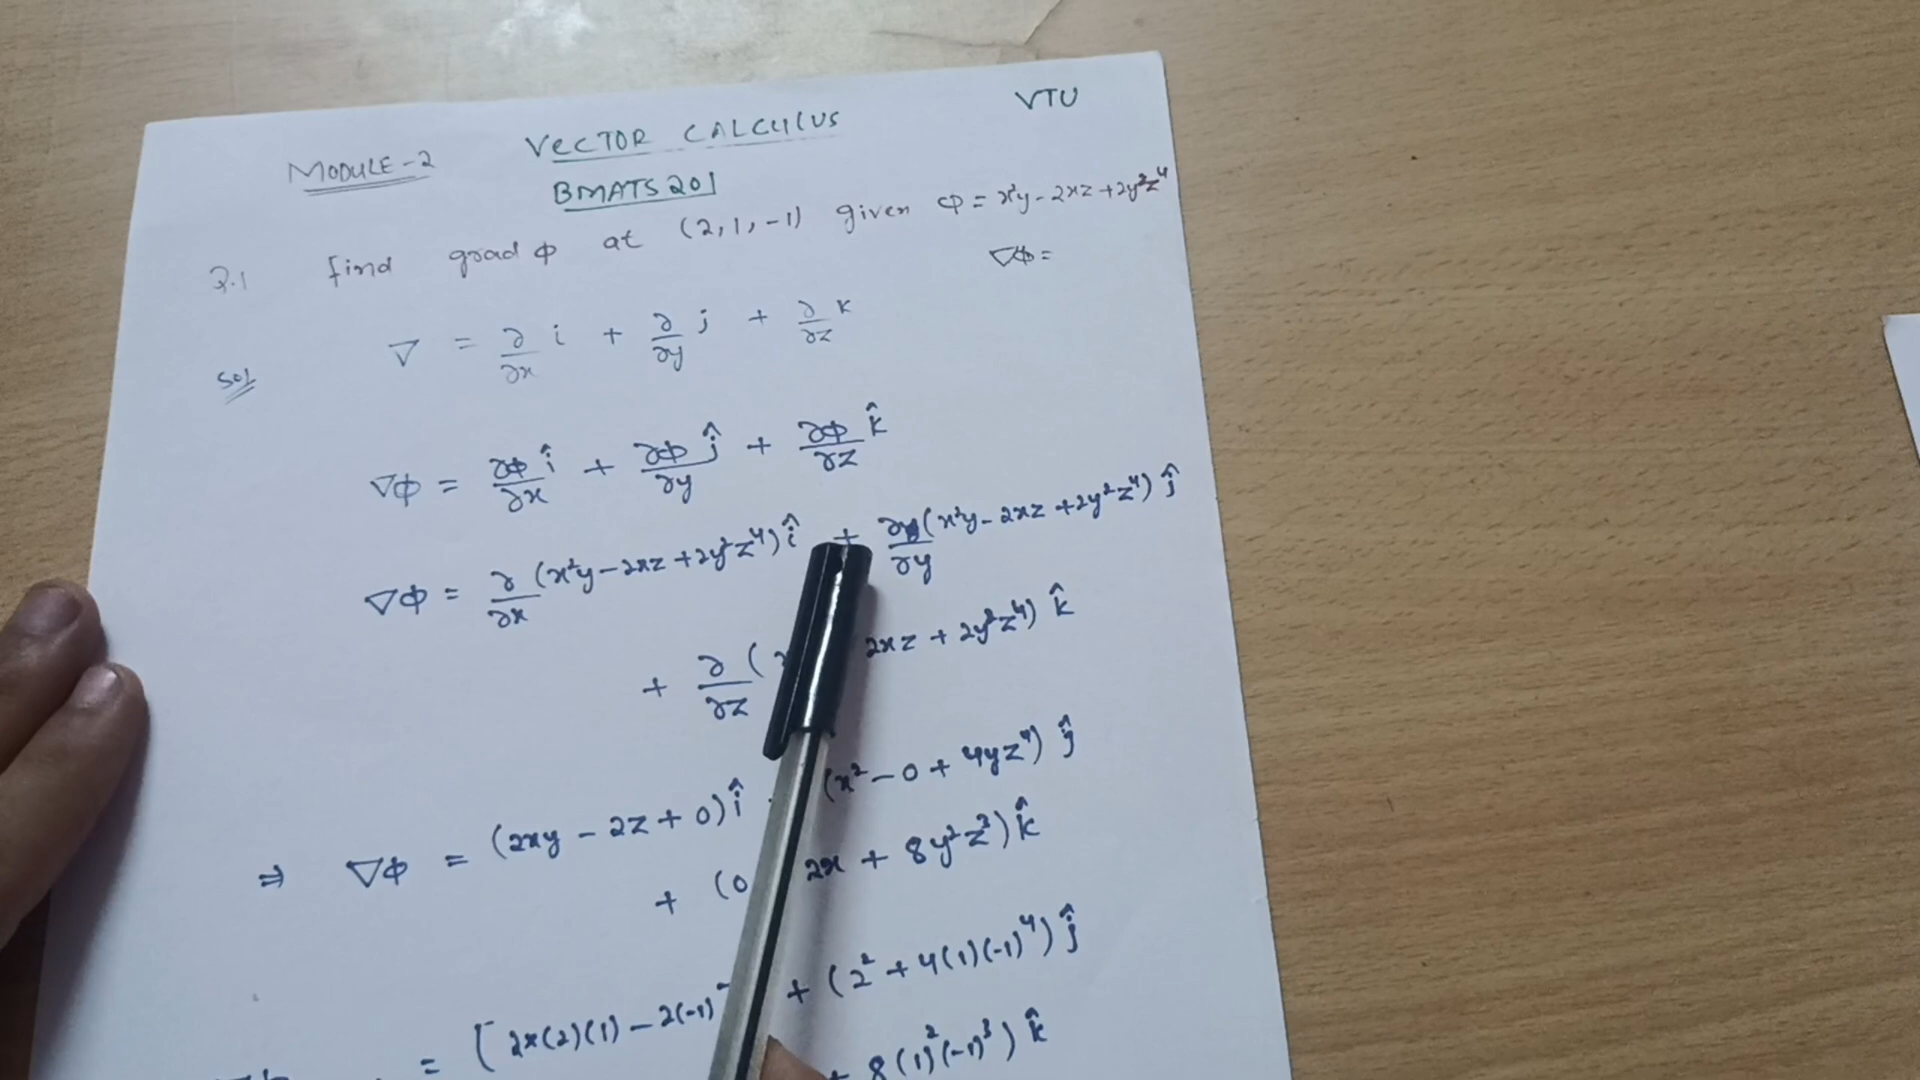 VTU
MODULE-2 VECTOR CALCULUS
BMATS201
Q.1 find grad φ at (2,1,-1) given φ = x²y - 2xz + 2y²z⁴
∇φ =
Sol ∇ = ∂/∂x i + ∂/∂y j + ∂/∂z k
∇φ = ∂φ/∂x î + ∂φ/∂y ĵ + ∂φ/∂z k̂
∇φ = ∂/∂x (x²y - 2xz + 2y²z⁴) î + ∂/∂y (x²y - 2xz + 2y²z⁴) ĵ
+ ∂/∂z ( 2xz + 2y²z⁴) k̂
⇒ ∇φ = (2xy - 2z + 0) î (x² - 0 + 4yz⁴) ĵ
+ (0 2x + 8y²z³) k̂
= [2x(2)(1) - 2(-1) + (2² + 4(1)(-1)⁴) ĵ
+ 8(1)²(-1)³) k̂